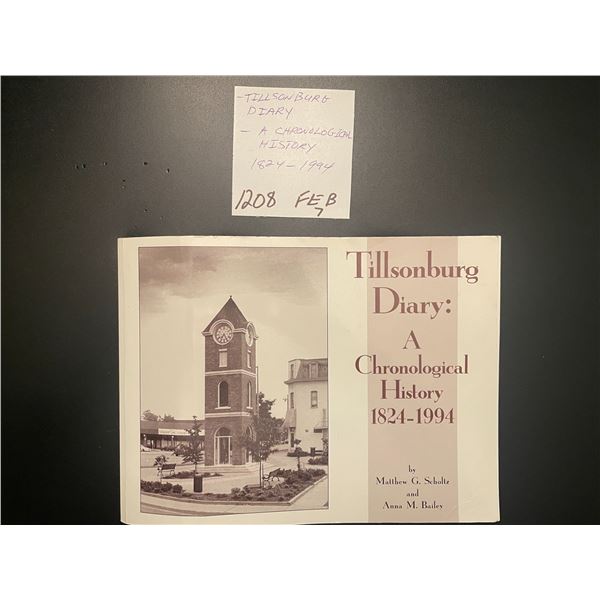 - TILLSONBURG
DIARY
- A CHRONOLOGICAL
HISTORY
1824-1994
1208 FEB
7
Tillsonburg
Diary:
A
Chronological
History
1824-1994
by
Matthew G. Scholtz
and
Anna M. Bailey